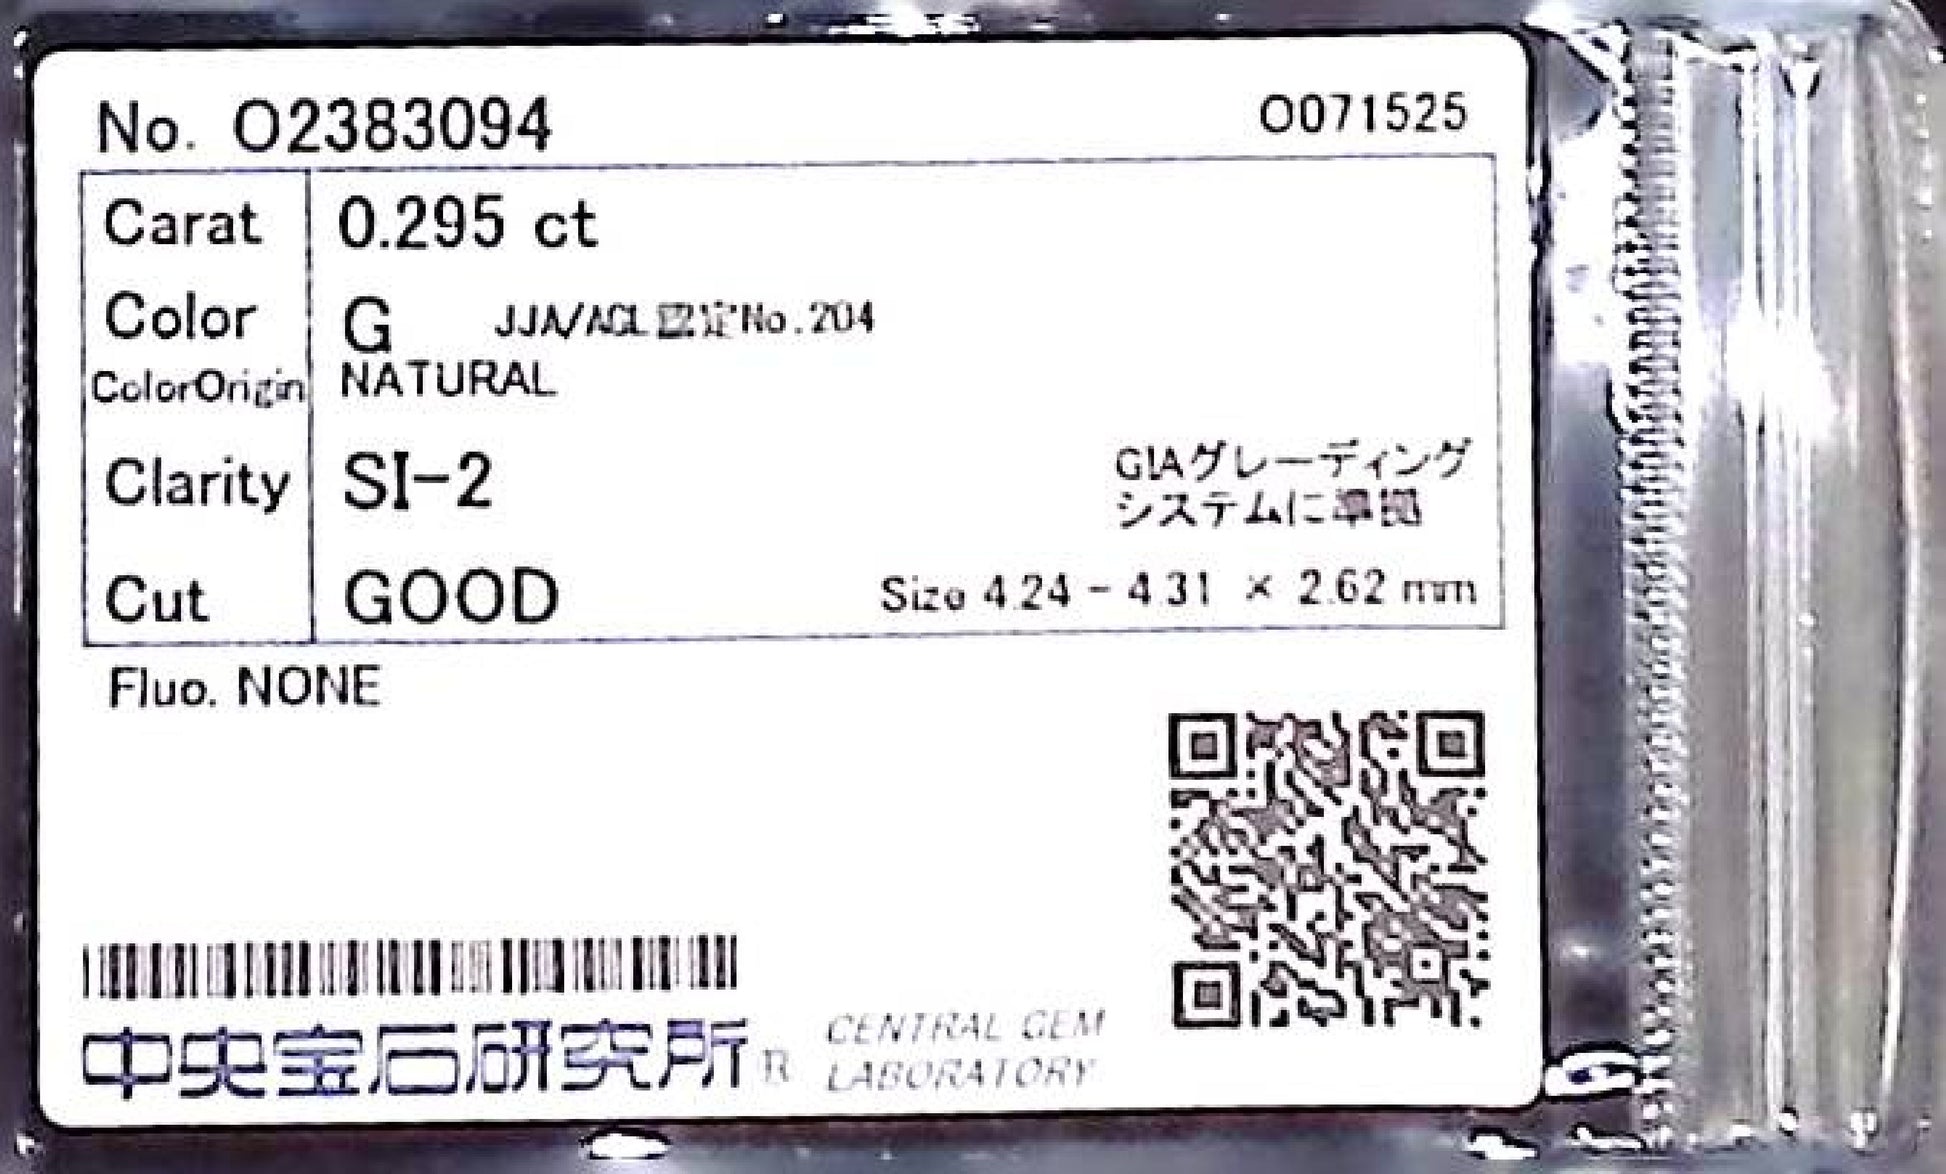 No. O2383094
O071525
Carat 0.295 ct
Color G JJA/AGL認定No.204
ColorOrigin NATURAL
Clarity SI-2
GIAグレーディング
システムに準拠
Cut GOOD Size 4.24 - 4.31 × 2.62 mm
Fluo. NONE
中央宝石研究所 R
CENTRAL GEM
LABORATORY